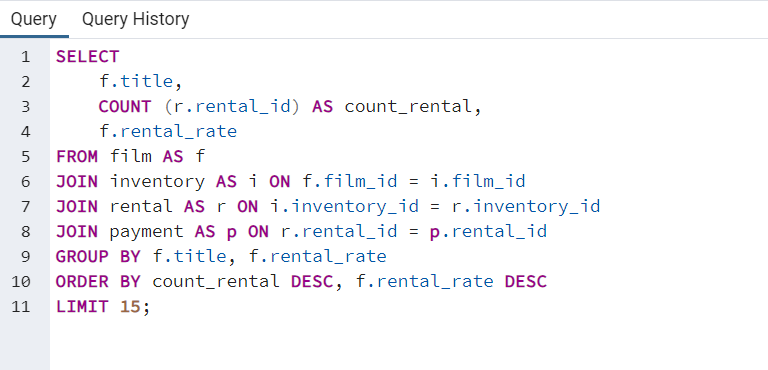 Query Query History
1 SELECT
2 f.title,
3 COUNT (r.rental_id) AS count_rental,
4 f.rental_rate
5 FROM film AS f
6 JOIN inventory AS i ON f.film_id = i.film_id
7 JOIN rental AS r ON i.inventory_id = r.inventory_id
8 JOIN payment AS p ON r.rental_id = p.rental_id
9 GROUP BY f.title, f.rental_rate
10 ORDER BY count_rental DESC, f.rental_rate DESC
11 LIMIT 15;